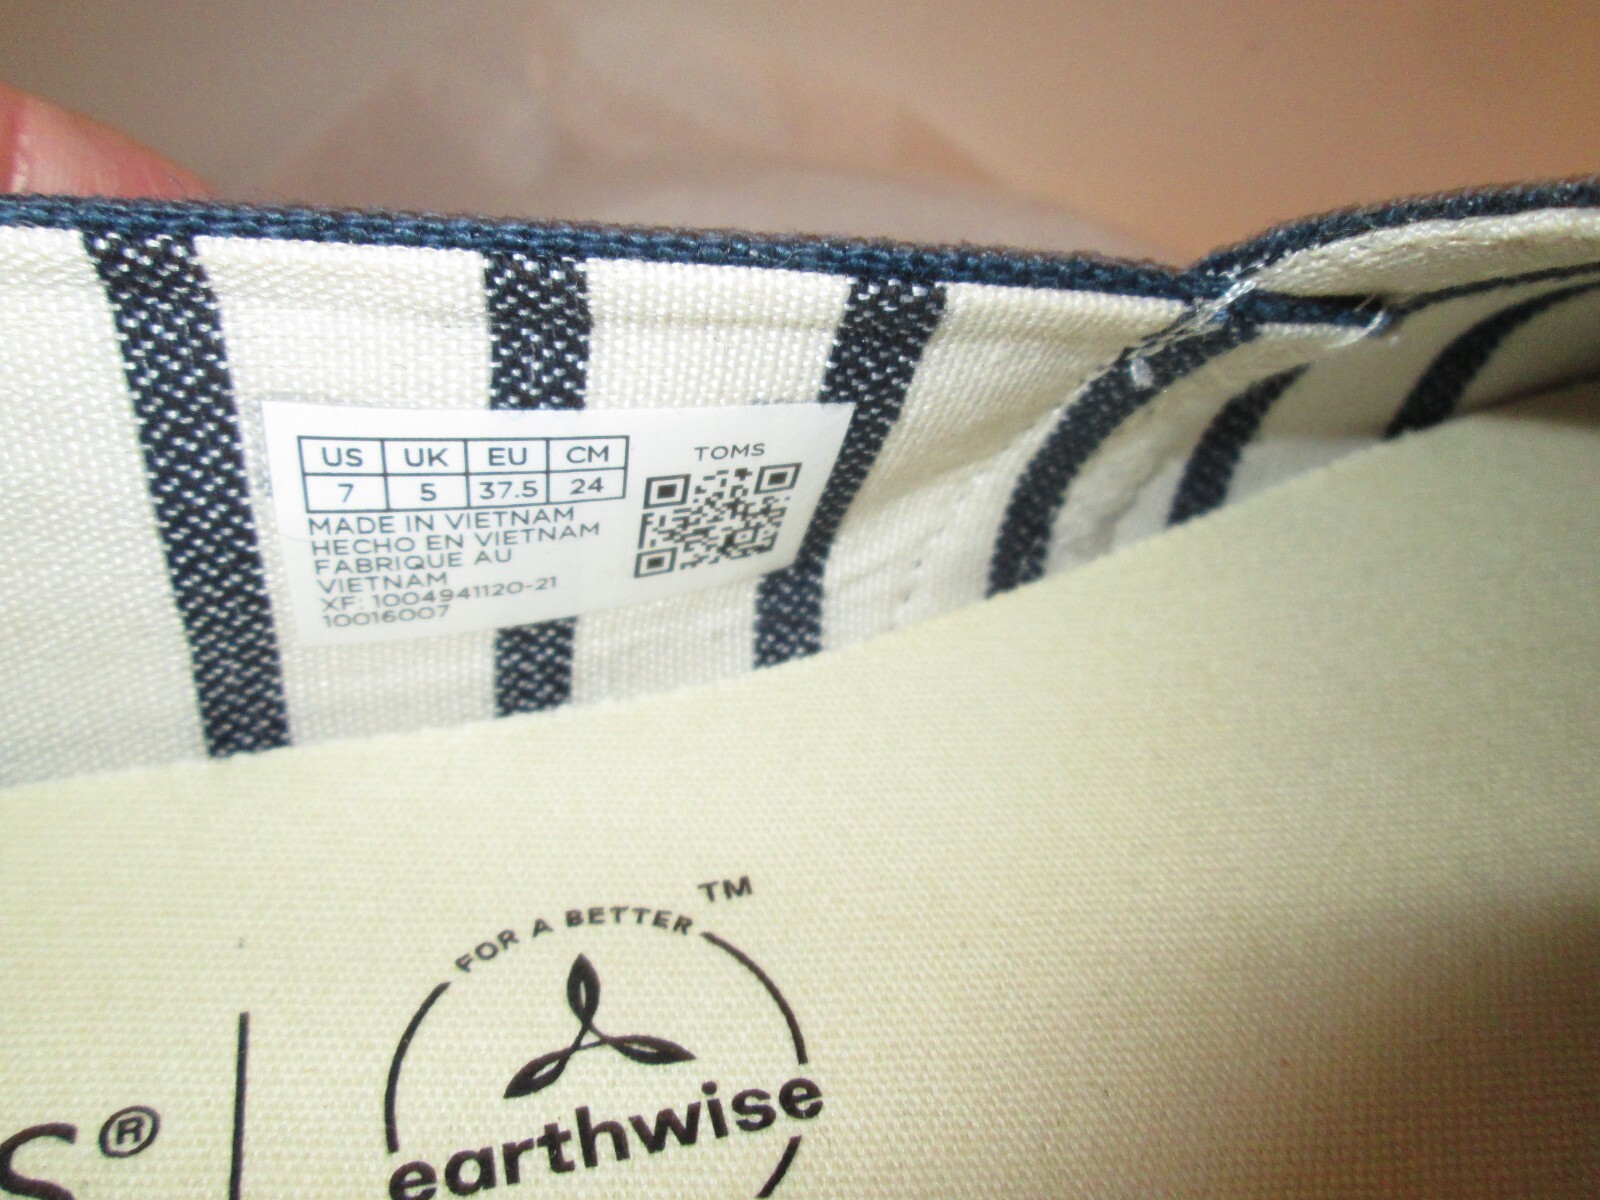 US UK EU CM
7 5 37.5 24
MADE IN VIETNAM
HECHO EN VIETNAM
FABRIQUE AU
VIETNAM
XF: 1004941120-21
10016007
TOMS
FOR A BETTER TM
earthwise
S®